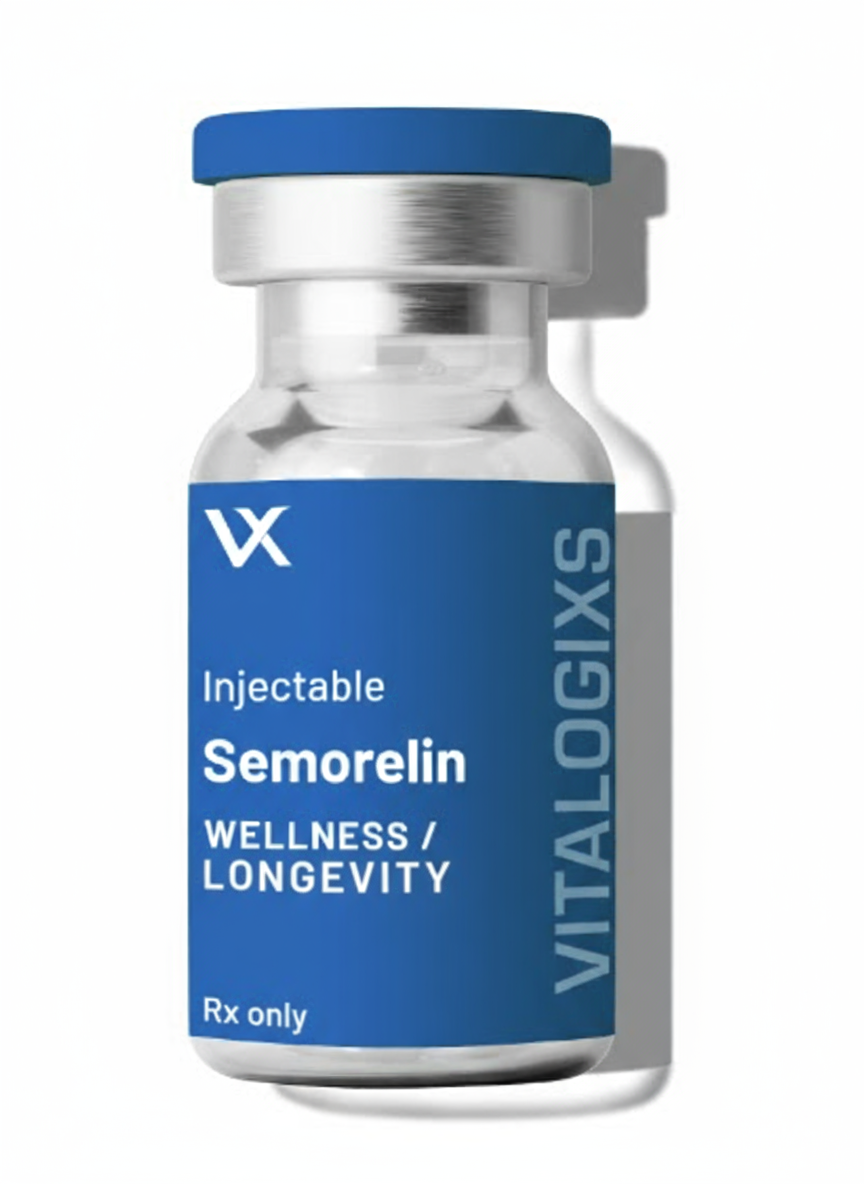 VX
Injectable
Semorelin
WELLNESS /
LONGEVITY
Rx only
VITALOGIXS